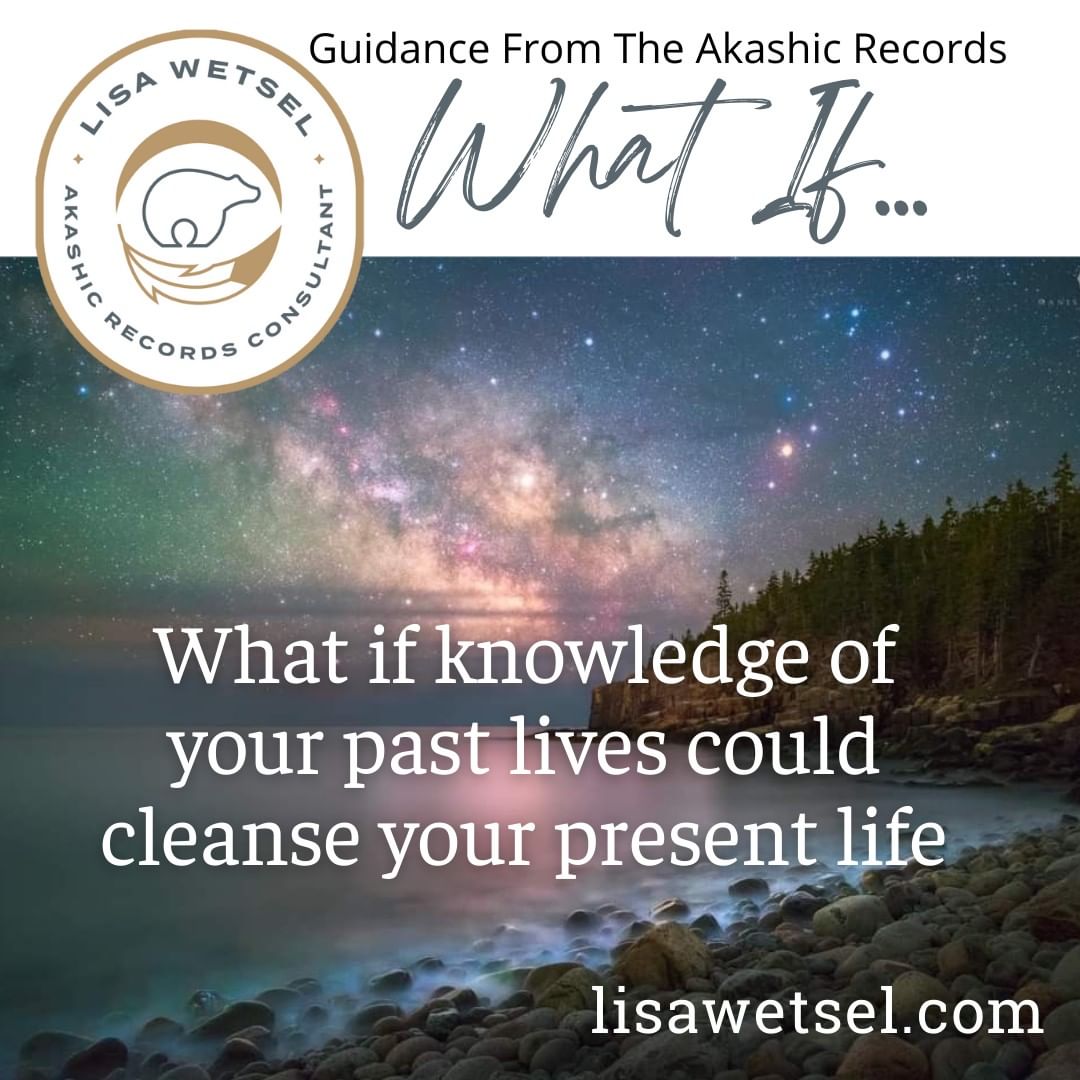 Guidance From The Akashic Records
What If...
LISA WETSEL
AKASHIC RECORDS CONSULTANT
What if knowledge of
your past lives could
cleanse your present life
lisawetsel.com